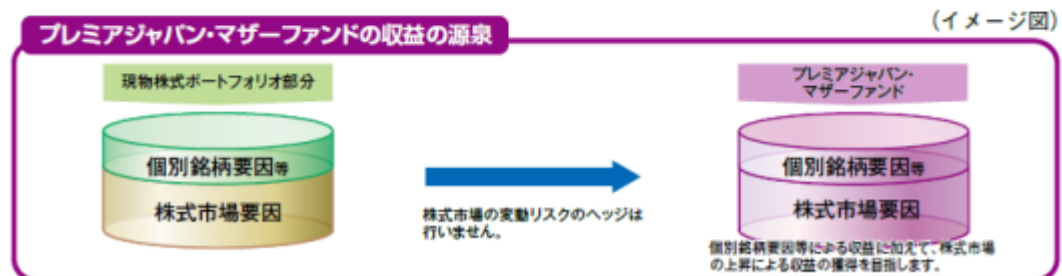 （イメージ図）
プレミアジャパン・マザーファンドの収益の源泉
現物株式ポートフォリオ部分
個別銘柄要因等
株式市場要因
株式市場の変動リスクのヘッジは
行いません。
プレミアジャパン・
マザーファンド
個別銘柄要因等
株式市場要因
個別銘柄要因等による収益に加えて、株式市場
の上昇による収益の獲得を目指します。